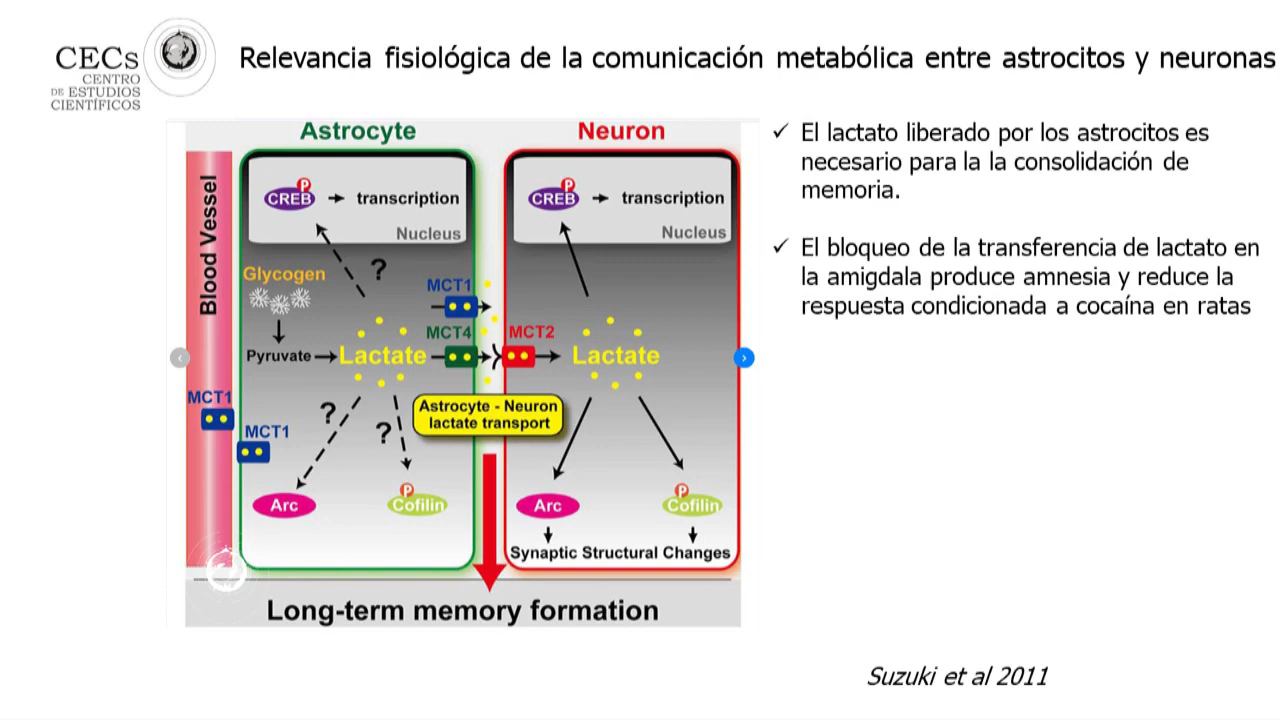 CECs
CENTRO
DE ESTUDIOS
CIENTÍFICOS
Relevancia fisiológica de la comunicación metabólica entre astrocitos y neuronas
Astrocyte
Neuron
Blood Vessel
P
CREB
transcription
Nucleus
P
CREB
transcription
Nucleus
Glycogen
?
MCT1
MCT4
MCT2
Pyruvate
Lactate
Lactate
MCT1
MCT1
?
?
Astrocyte - Neuron
lactate transport
Arc
P
Cofilin
Arc
P
Cofilin
Synaptic Structural Changes
Long-term memory formation
✓ El lactato liberado por los astrocitos es
necesario para la la consolidación de
memoria.
✓ El bloqueo de la transferencia de lactato en
la amigdala produce amnesia y reduce la
respuesta condicionada a cocaína en ratas
Suzuki et al 2011